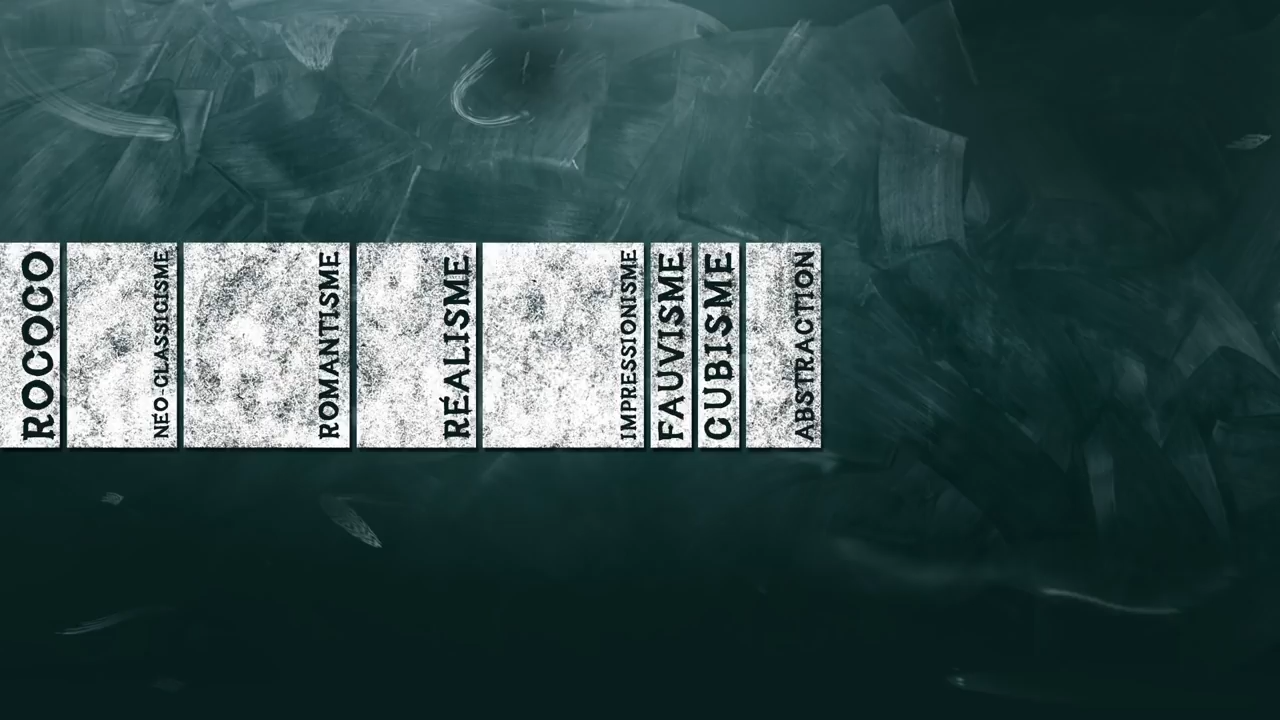 ROCOCO
NÉO-CLASSICISME
ROMANTISME
RÉALISME
IMPRESSIONISME
FAUVISME
CUBISME
ABSTRACTION